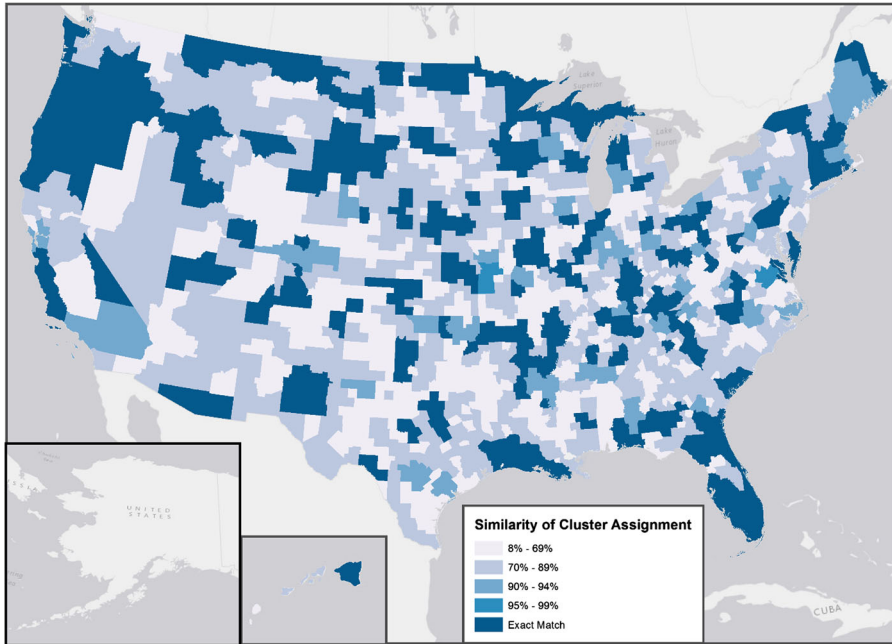 Lake
Superior
Lake
Huron
UNITED
STATES
Similarity of Cluster Assignment
8% - 69%
70% - 89%
90% - 94%
95% - 99%
Exact Match
CUBA